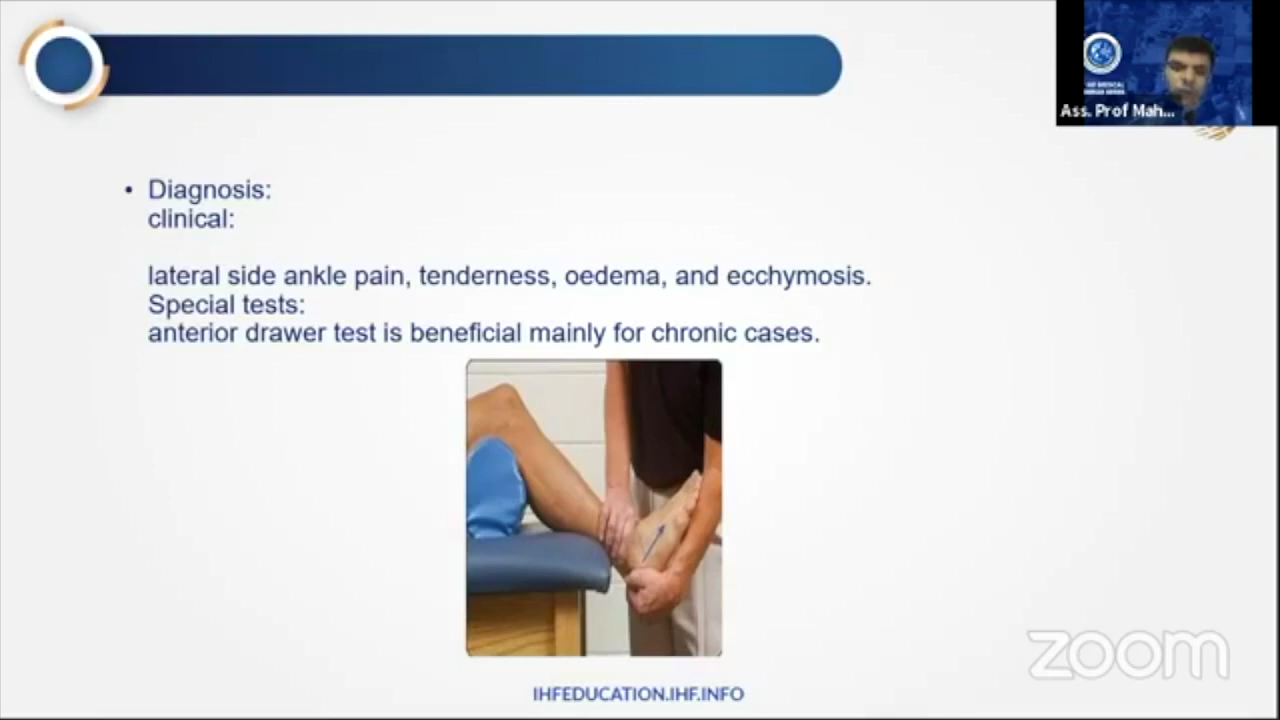 Ass. Prof Mah...
• Diagnosis:
clinical:
lateral side ankle pain, tenderness, oedema, and ecchymosis.
Special tests:
anterior drawer test is beneficial mainly for chronic cases.
zoom
IHFEDUCATION.IHF.INFO